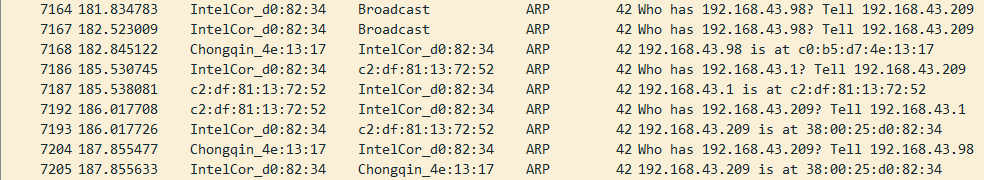 7164 181.834783 IntelCor_d0:82:34 Broadcast ARP 42 Who has 192.168.43.98? Tell 192.168.43.209
7167 182.523009 IntelCor_d0:82:34 Broadcast ARP 42 Who has 192.168.43.98? Tell 192.168.43.209
7168 182.845122 Chongqin_4e:13:17 IntelCor_d0:82:34 ARP 42 192.168.43.98 is at c0:b5:d7:4e:13:17
7186 185.530745 IntelCor_d0:82:34 c2:df:81:13:72:52 ARP 42 Who has 192.168.43.1? Tell 192.168.43.209
7187 185.538081 c2:df:81:13:72:52 IntelCor_d0:82:34 ARP 42 192.168.43.1 is at c2:df:81:13:72:52
7192 186.017708 c2:df:81:13:72:52 IntelCor_d0:82:34 ARP 42 Who has 192.168.43.209? Tell 192.168.43.1
7193 186.017726 IntelCor_d0:82:34 c2:df:81:13:72:52 ARP 42 192.168.43.209 is at 38:00:25:d0:82:34
7204 187.855477 Chongqin_4e:13:17 IntelCor_d0:82:34 ARP 42 Who has 192.168.43.209? Tell 192.168.43.98
7205 187.855633 IntelCor_d0:82:34 Chongqin_4e:13:17 ARP 42 192.168.43.209 is at 38:00:25:d0:82:34